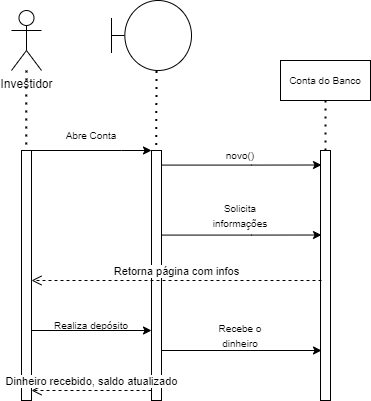 Investidor
Conta do Banco
Abre Conta
novo()
Solicita
informações
Retorna página com infos
Realiza depósito
Recebe o
dinheiro
Dinheiro recebido, saldo atualizado